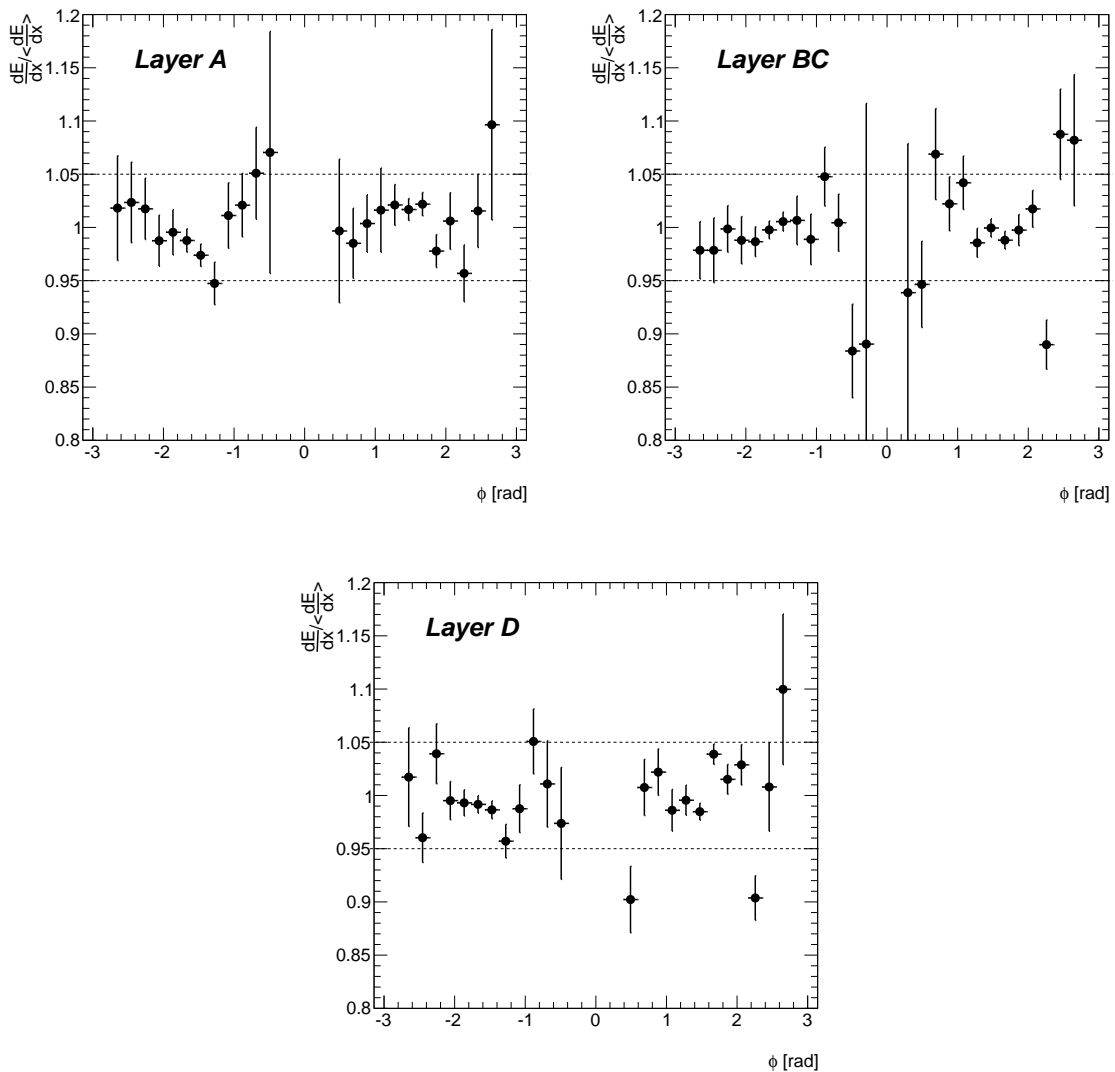 Layer A
dE/dx / <dE/dx>
1.2
1.15
1.1
1.05
1
0.95
0.9
0.85
0.8
-3 -2 -1 0 1 2 3
ϕ [rad]
Layer BC
dE/dx / <dE/dx>
1.2
1.15
1.1
1.05
1
0.95
0.9
0.85
0.8
-3 -2 -1 0 1 2 3
ϕ [rad]
Layer D
dE/dx / <dE/dx>
1.2
1.15
1.1
1.05
1
0.95
0.9
0.85
0.8
-3 -2 -1 0 1 2 3
ϕ [rad]